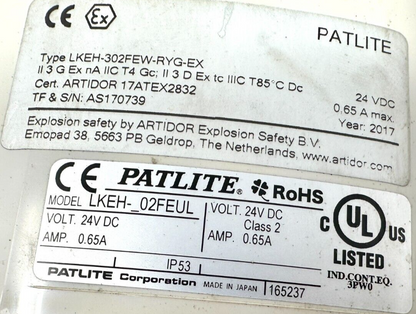 CE Ex PATLITE
Type LKEH-302FEW-RYG-EX
II 3 G Ex nA IIC T4 Gc; II 3 D Ex tc IIIC T85°C Dc
24 VDC
Cert. ARTIDOR 17ATEX2832
0.65 A max.
TF & S/N: AS170739
Year: 2017
Explosion safety by ARTIDOR Explosion Safety B.V.
Emopad 38, 5663 PB Geldrop, The Netherlands, www.artidor.com
CE PATLITE® RoHS
MODEL LKEH-_02FEUL
VOLT. 24V DC
AMP. 0.65A
VOLT. 24V DC
Class 2
AMP. 0.65A
IP53
C UL US
LISTED
IND.CONT.EQ.
3PW0
PATLITE Corporation MADE IN JAPAN 165237